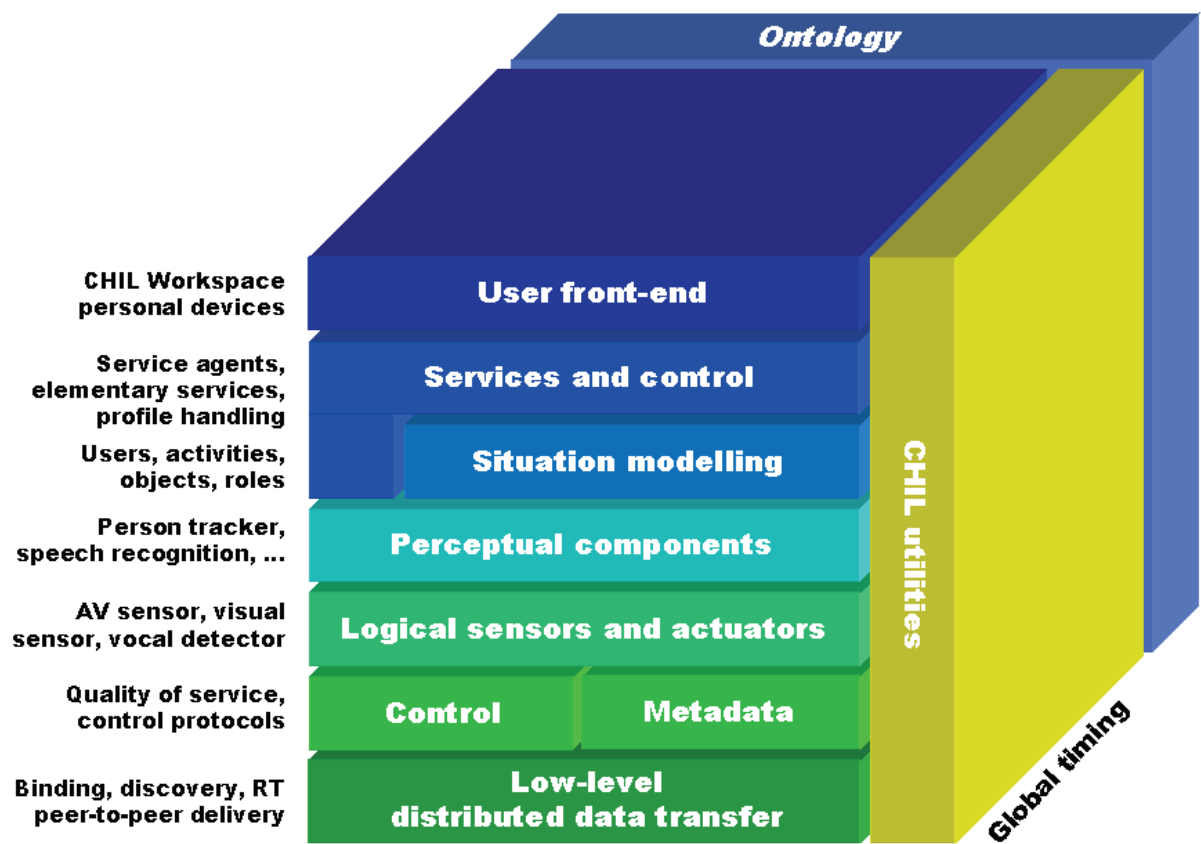 Ontology
CHIL Workspace
personal devices
User front-end
Service agents,
elementary services,
profile handling
Services and control
Users, activities,
objects, roles
Situation modelling
Person tracker,
speech recognition, ...
Perceptual components
AV sensor, visual
sensor, vocal detector
Logical sensors and actuators
Quality of service,
control protocols
Control
Metadata
Binding, discovery, RT
peer-to-peer delivery
Low-level
distributed data transfer
CHIL utilities
Global timing